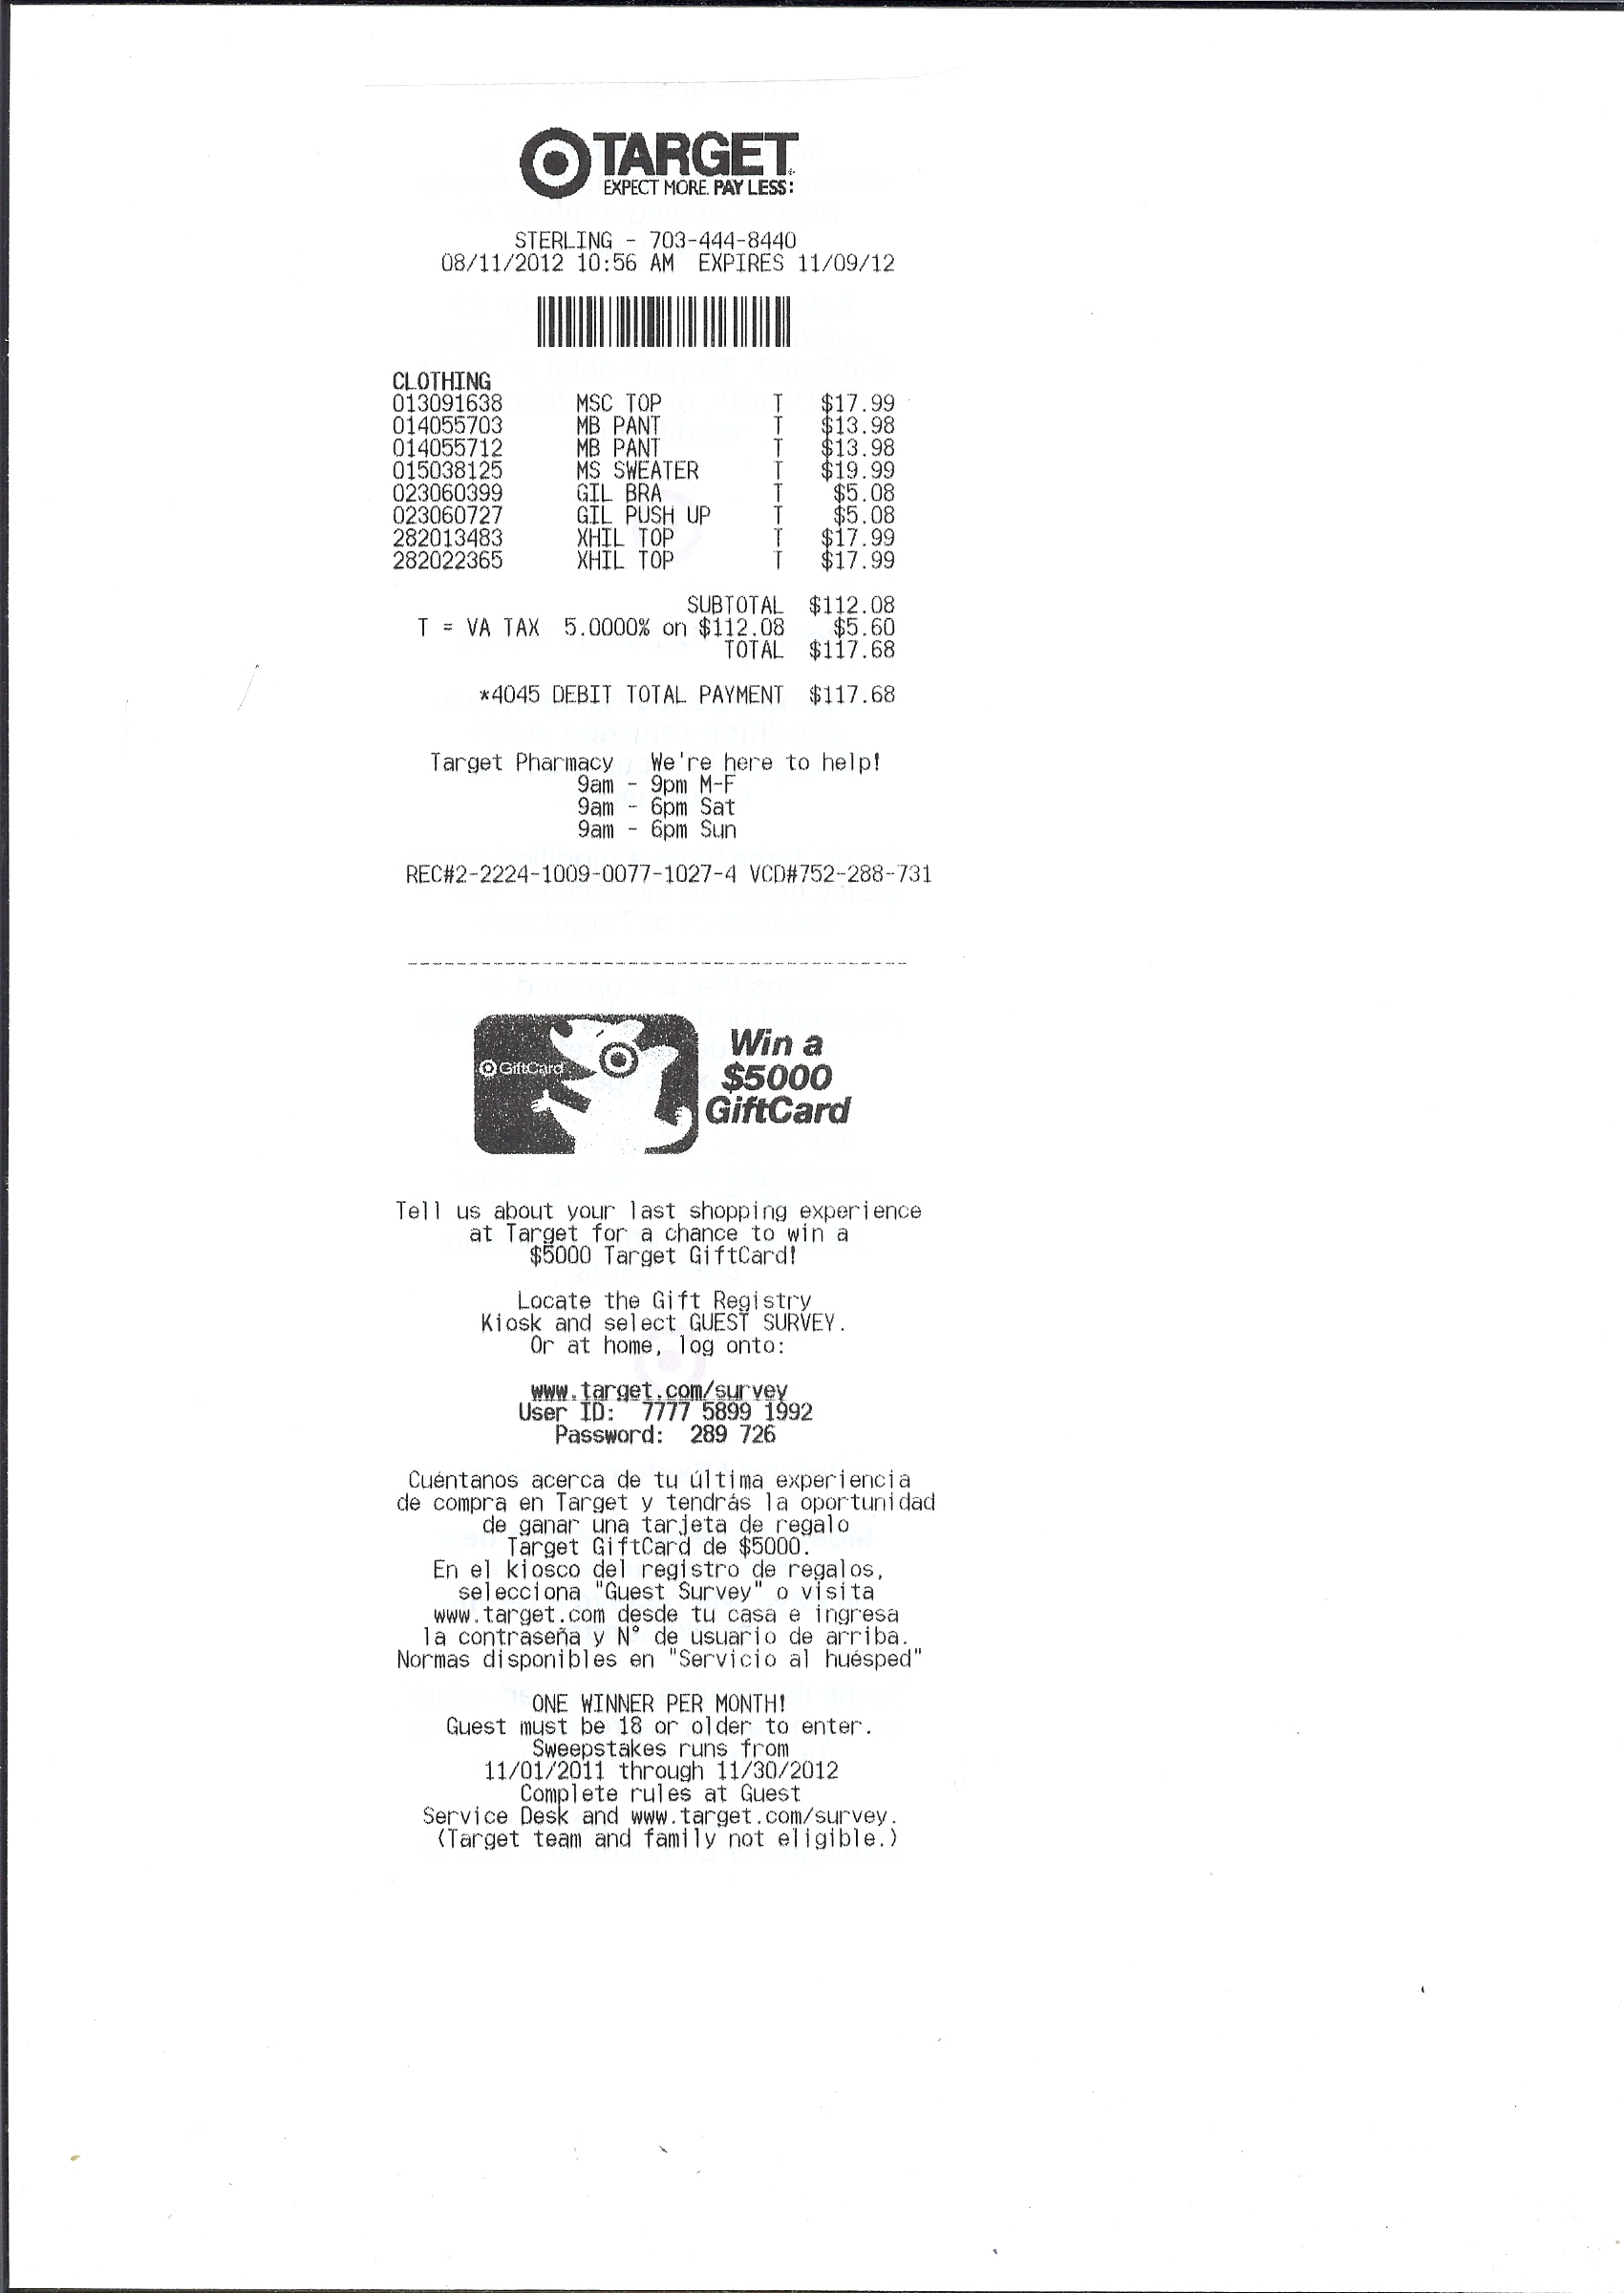 TARGET
EXPECT MORE. PAY LESS.
STERLING - 703-444-8440
08/11/2012 10:56 AM EXPIRES 11/09/12
CLOTHING
013091638 MSC TOP T $17.99
014055703 MB PANT T $13.98
014055712 MB PANT T $13.98
015038125 MS SWEATER T $19.99
023060399 GIL BRA T $5.08
023060727 GIL PUSH UP T $5.08
282013483 XHIL TOP T $17.99
282022365 XHIL TOP T $17.99
SUBTOTAL $112.08
T = VA TAX 5.0000% on $112.08 $5.60
TOTAL $117.68
*4045 DEBIT TOTAL PAYMENT $117.68
Target Pharmacy We're here to help!
9am - 9pm M-F
9am - 6pm Sat
9am - 6pm Sun
REC#2-2224-1009-0077-1027-4 VCD#752-288-731
GiftCard
Win a
$5000
GiftCard
Tell us about your last shopping experience
at Target for a chance to win a
$5000 Target GiftCard!
Locate the Gift Registry
Kiosk and select GUEST SURVEY.
Or at home, log onto:
www.target.com/survey
User ID: 7777 5899 1992
Password: 289 726
Cuéntanos acerca de tu última experiencia
de compra en Target y tendrás la oportunidad
de ganar una tarjeta de regalo
Target GiftCard de $5000.
En el kiosco del registro de regalos,
selecciona "Guest Survey" o visita
www.target.com desde tu casa e ingresa
la contraseña y N° de usuario de arriba.
Normas disponibles en "Servicio al huésped"
ONE WINNER PER MONTH!
Guest must be 18 or older to enter.
Sweepstakes runs from
11/01/2011 through 11/30/2012
Complete rules at Guest
Service Desk and www.target.com/survey.
(Target team and family not eligible.)